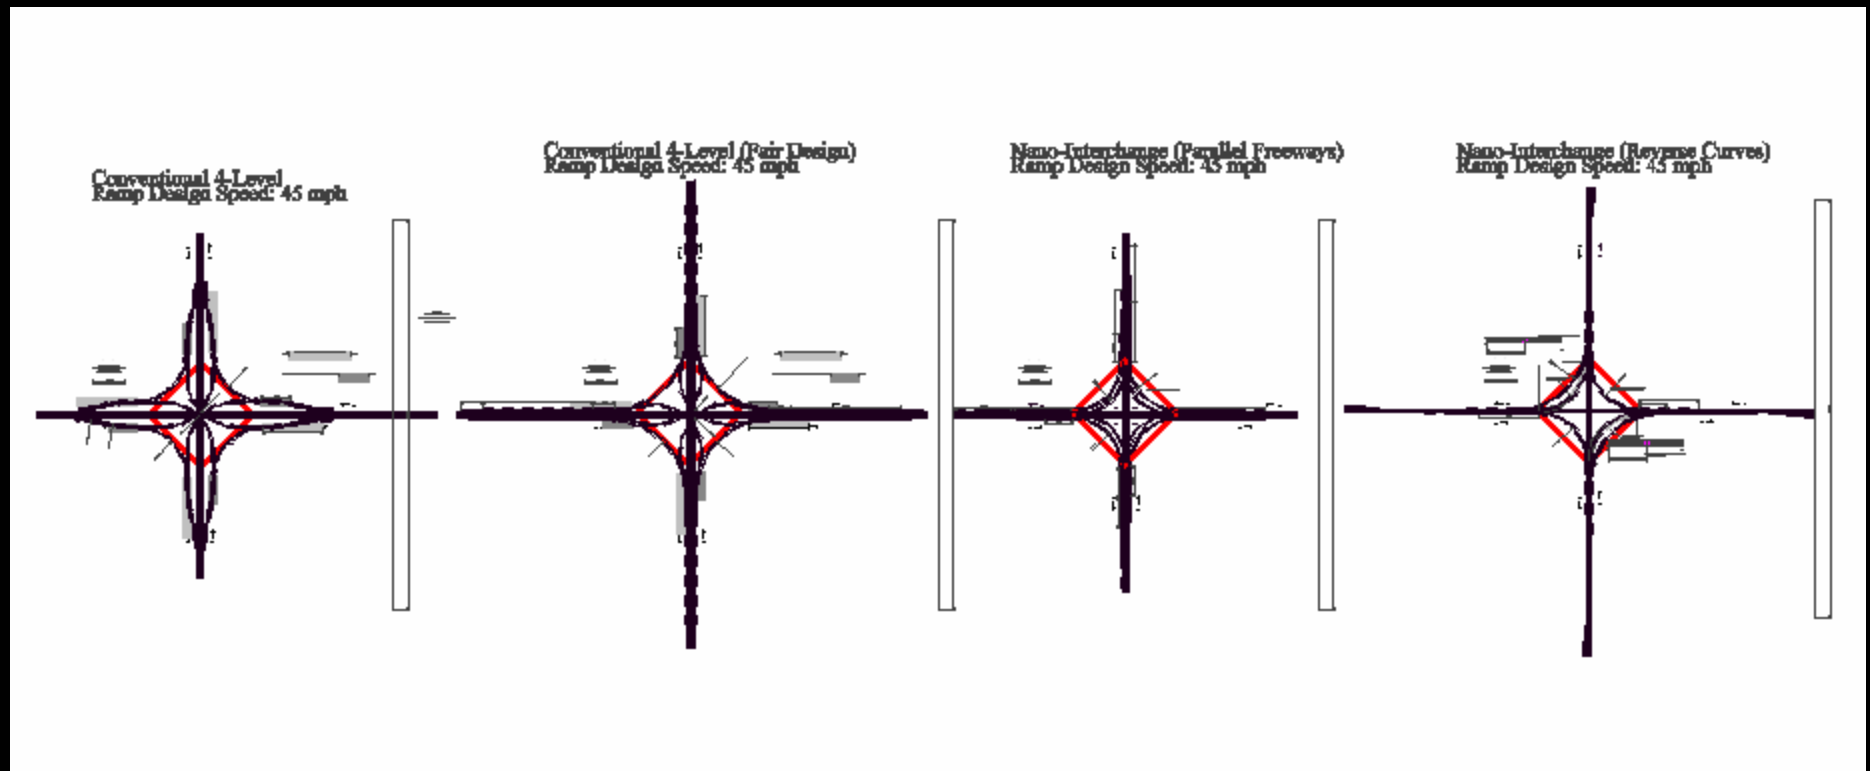 Conventional 4-Level
Ramp Design Speed: 45 mph
Conventional 4-Level (Fair Design)
Ramp Design Speed: 45 mph
Nano-Interchange (Parallel Freeways)
Ramp Design Speed: 45 mph
Nano-Interchange (Reverse Curves)
Ramp Design Speed: 45 mph